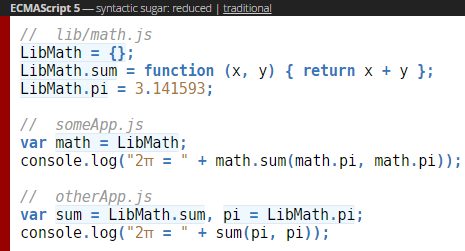 ECMAScript 5 — syntactic sugar: reduced | traditional
//  lib/math.js
LibMath = {};
LibMath.sum = function (x, y) { return x + y };
LibMath.pi = 3.141593;
//  someApp.js
var math = LibMath;
console.log("2π = " + math.sum(math.pi, math.pi));
//  otherApp.js
var sum = LibMath.sum, pi = LibMath.pi;
console.log("2π = " + sum(pi, pi));